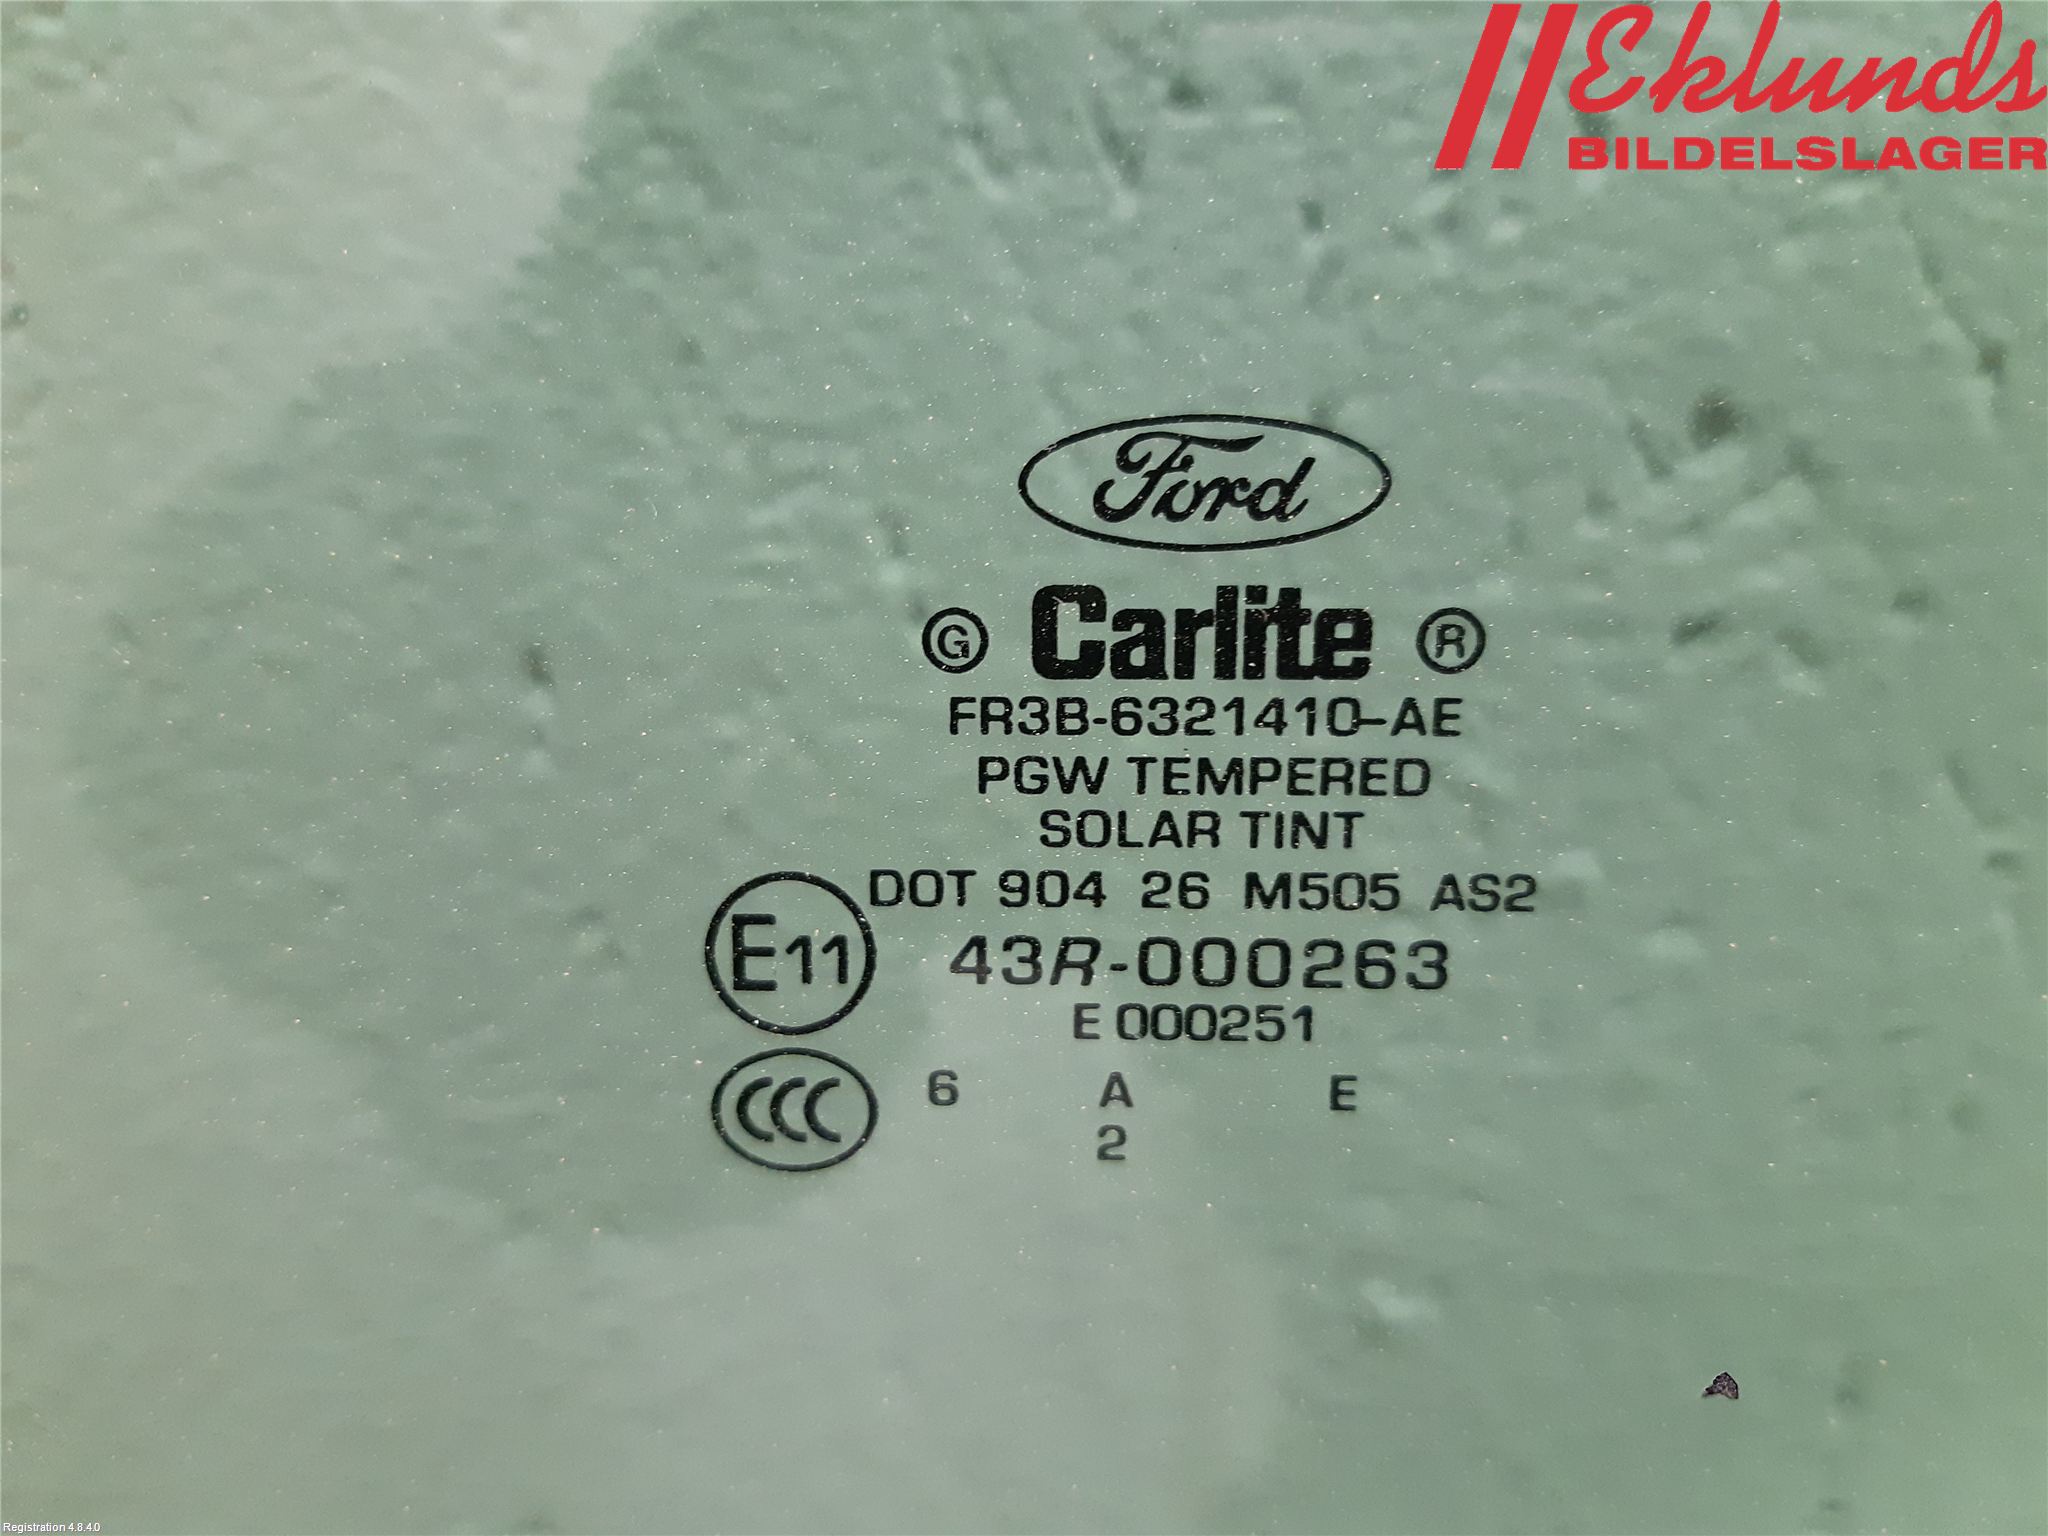 Eklunds
BILDELSLAGER
Ford
G Carlite R
FR3B-6321410-AE
PGW TEMPERED
SOLAR TINT
DOT 904 26 M505 AS2
E11 43R-000263
E 000251
CCC 6 A E
2
Registration 4.8.4.0